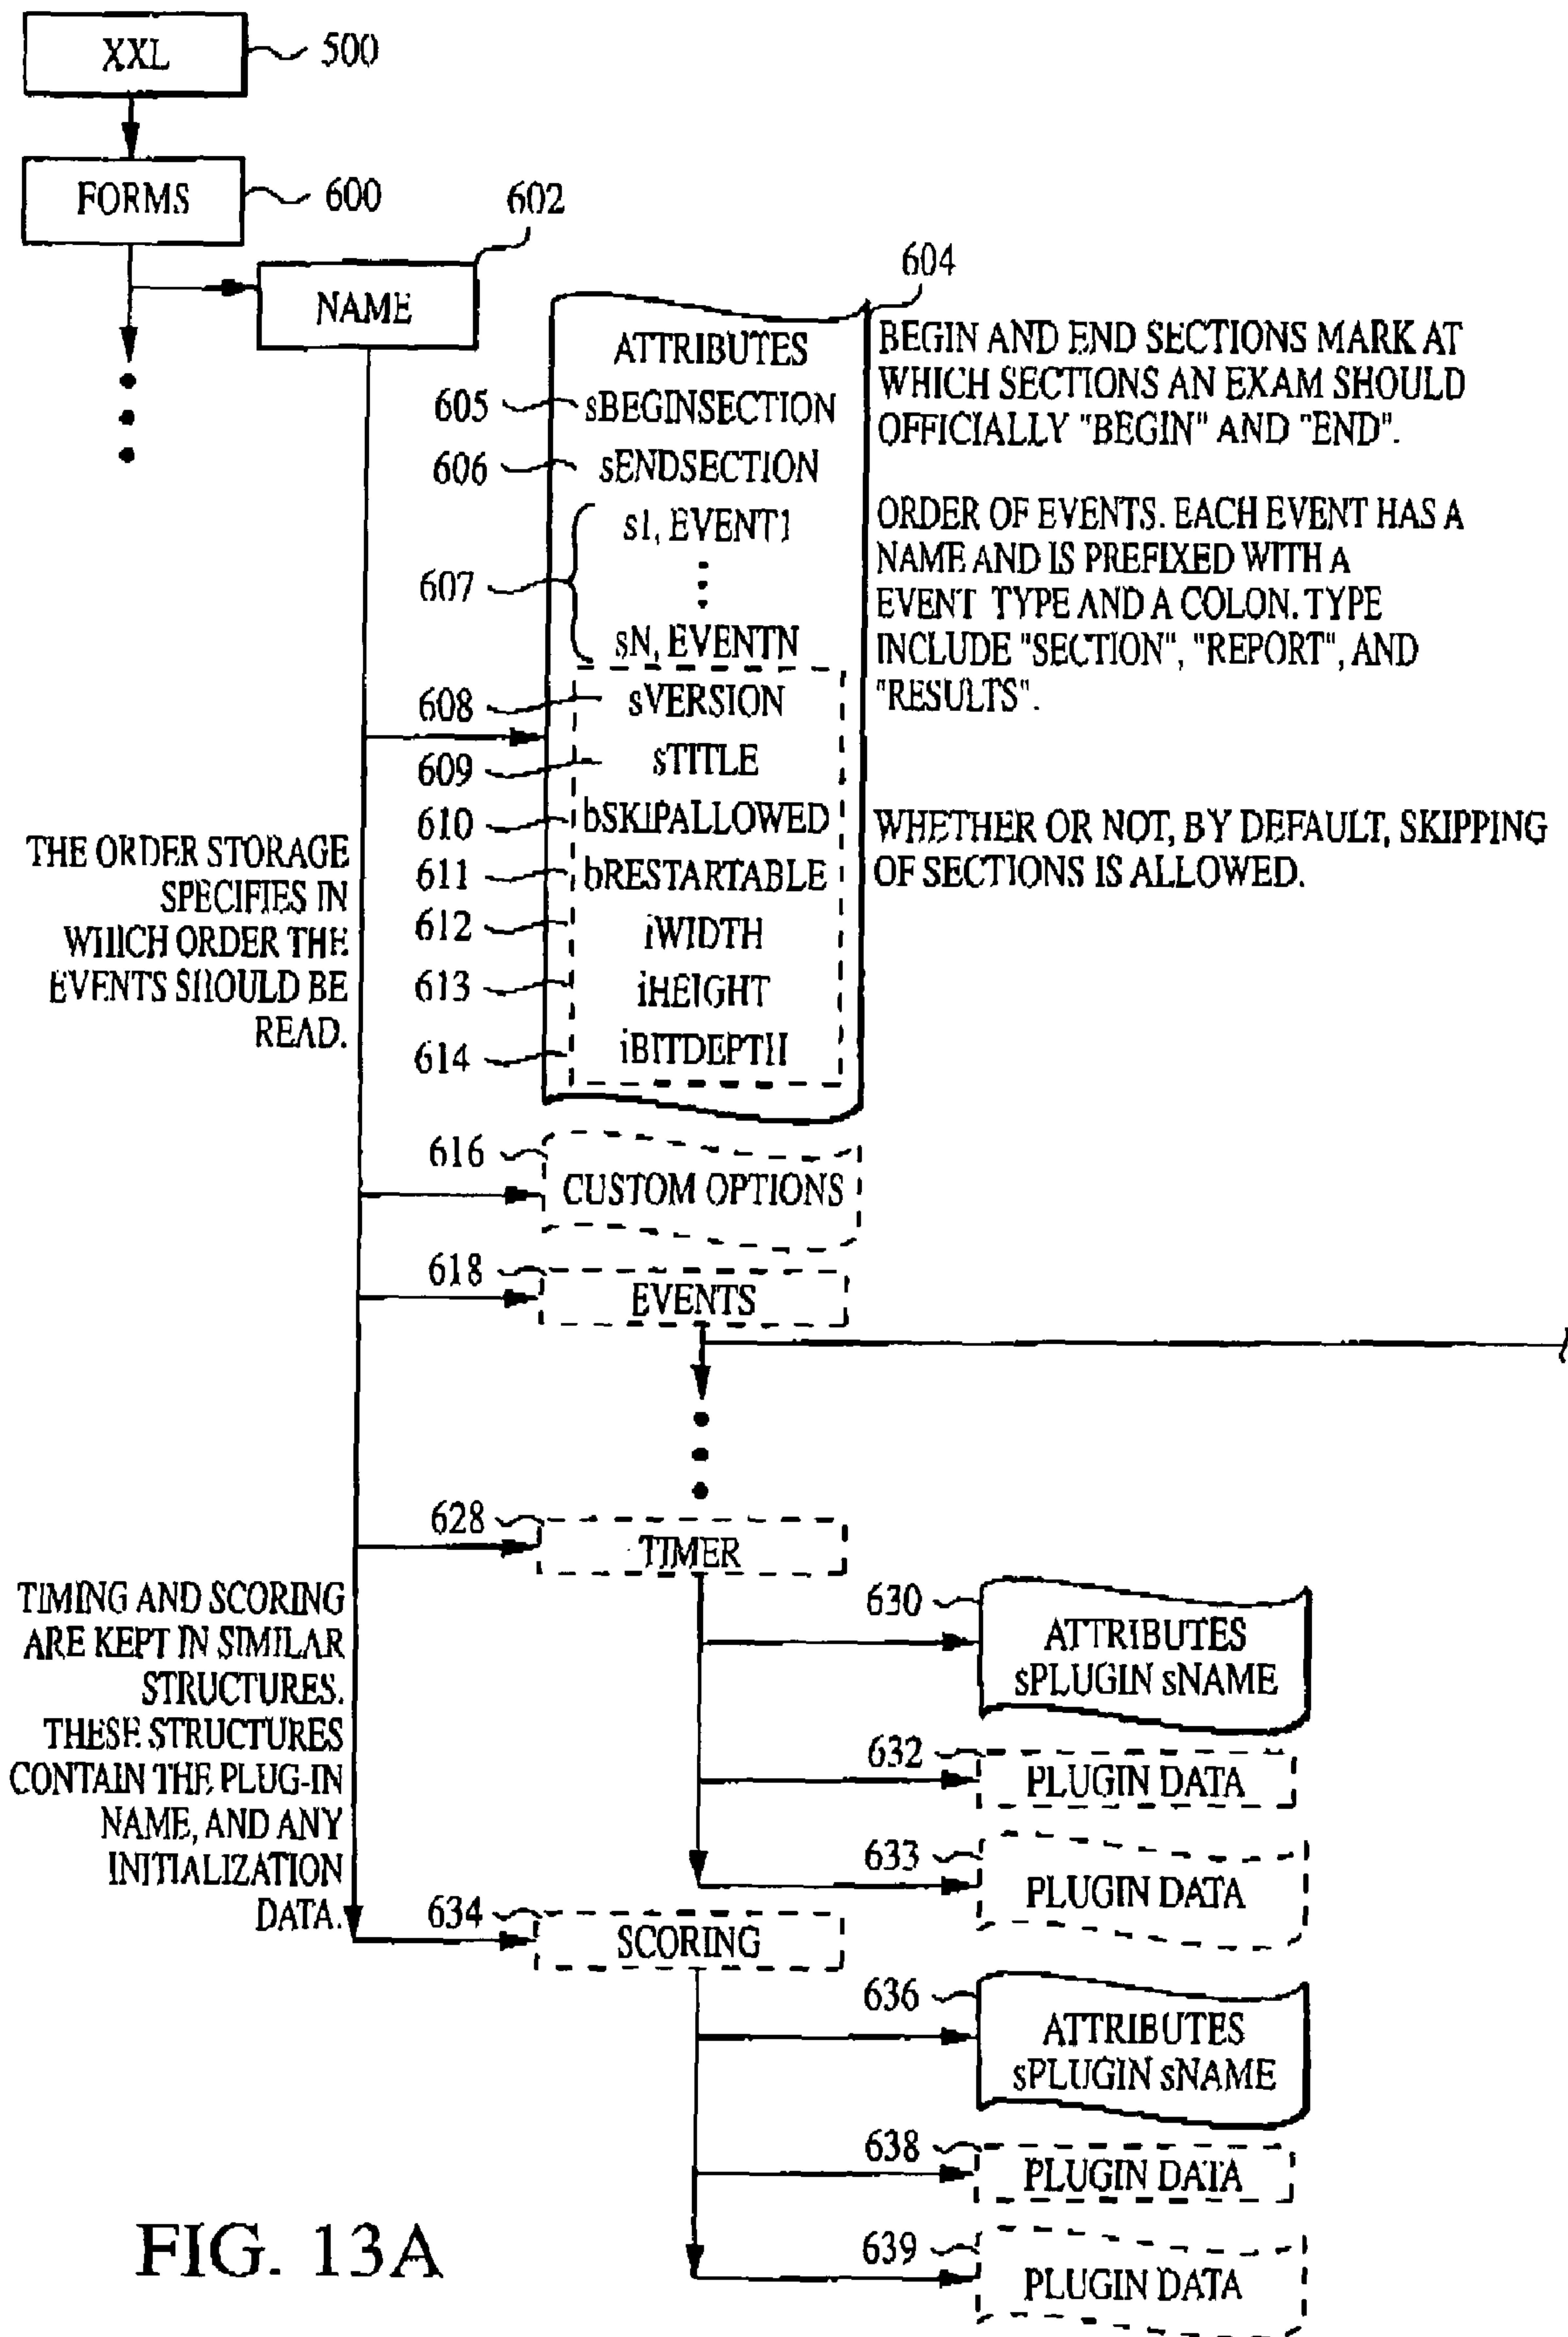 XXL
500
FORMS
600
602
NAME
604
ATTRIBUTES
605
sBEGINSECTION
606
sENDSECTION
s1, EVENT1
607
sN, EVENTN
608
sVERSION
609
sTITLE
610
bSKIPALLOWED
611
bRESTARTABLE
612
iWIDTH
613
iHEIGHT
614
iBITDEPTH
BEGIN AND END SECTIONS MARK AT
WHICH SECTIONS AN EXAM SHOULD
OFFICIALLY "BEGIN" AND "END".
ORDER OF EVENTS. EACH EVENT HAS A
NAME AND IS PREFIXED WITH A
EVENT TYPE AND A COLON. TYPE
INCLUDE "SECTION", "REPORT", AND
"RESULTS".
WHETHER OR NOT, BY DEFAULT, SKIPPING
OF SECTIONS IS ALLOWED.
THE ORDER STORAGE
SPECIFIES IN
WHICH ORDER THE
EVENTS SHOULD BE
READ.
616
CUSTOM OPTIONS
618
EVENTS
628
TIMER
630
ATTRIBUTES
sPLUGIN sNAME
632
PLUGIN DATA
633
PLUGIN DATA
TIMING AND SCORING
ARE KEPT IN SIMILAR
STRUCTURES.
THESE STRUCTURES
CONTAIN THE PLUG-IN
NAME, AND ANY
INITIALIZATION
DATA.
634
SCORING
636
ATTRIBUTES
sPLUGIN sNAME
638
PLUGIN DATA
639
PLUGIN DATA
FIG. 13A